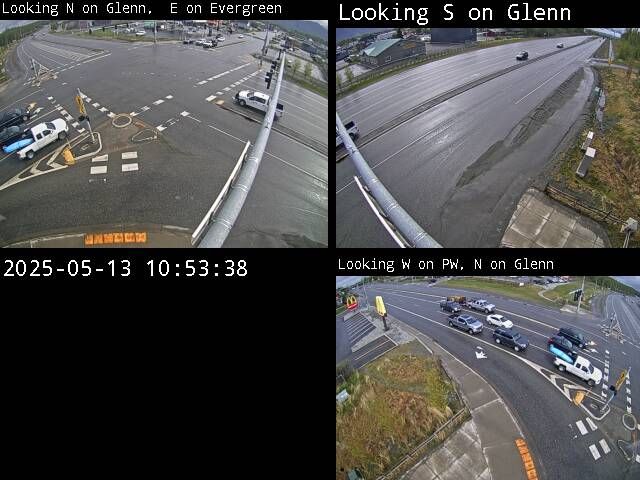 Looking N on Glenn,  E on Evergreen
Looking S on Glenn
2025-05-13 10:53:38
Looking W on PW, N on Glenn